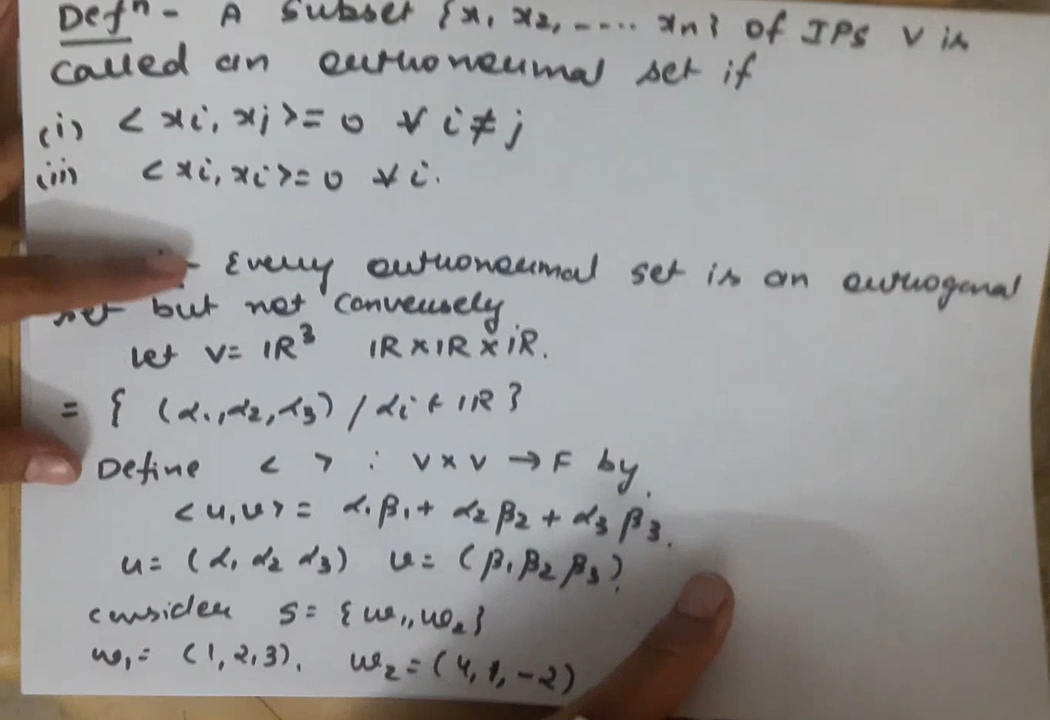 Defⁿ - A subset {x₁, x₂, ..... xn} of IPS V is
called an orthonormal set if
(i) < xi, xj > = 0 ∀ i ≠ j
(ii) < xi, xi > = 0 ∀ i.
- Every orthonormal set is an orthogonal
set but not conversely
let V = IR³ IR × IR × IR.
= { (α₁, α₂, α₃) / αi ∈ IR }
Define < > : V × V → F by.
< u, v > = α₁β₁ + α₂β₂ + α₃β₃.
u = (α₁ α₂ α₃) v = (β₁ β₂ β₃).
consider S = {w₁, w₂}
w₁ = (1, 2, 3), w₂ = (4, 1, -2)